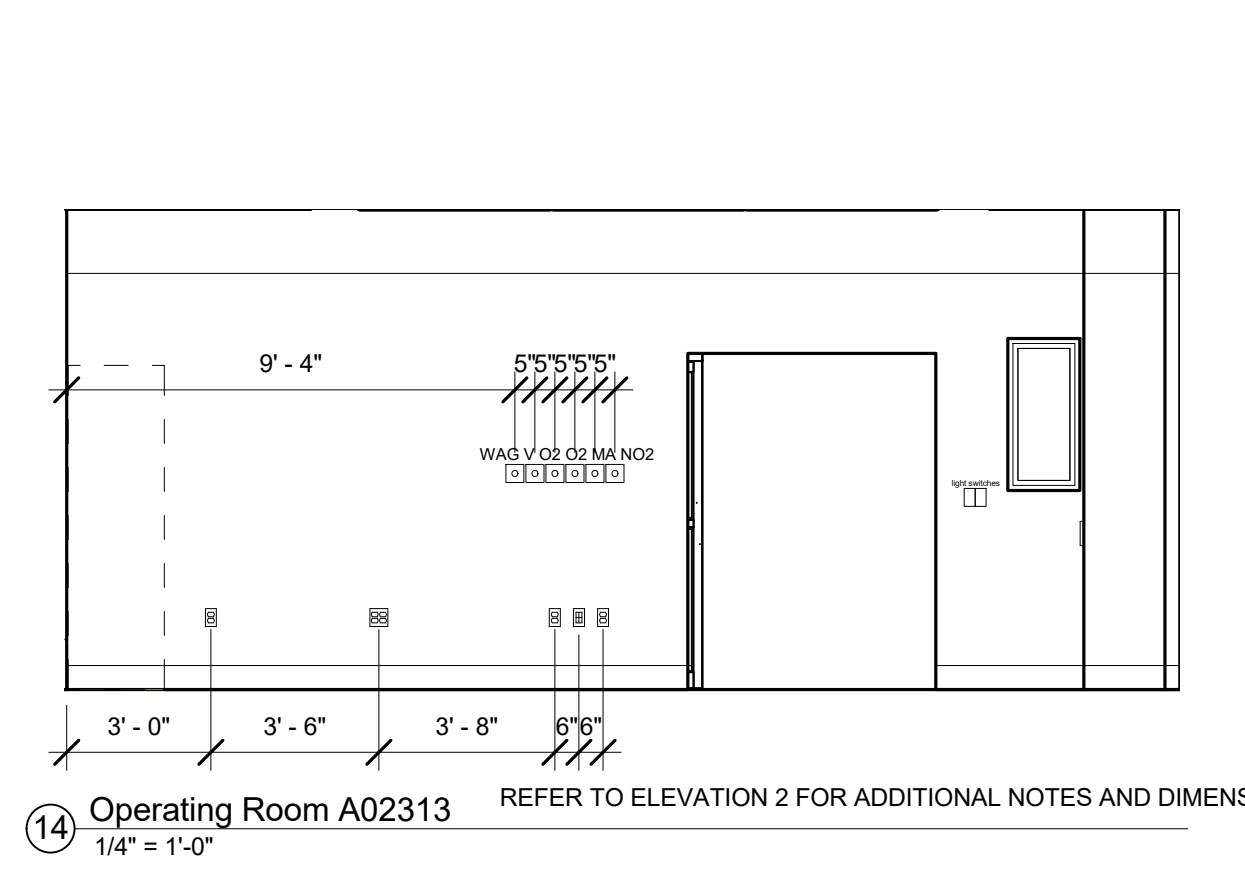 9' - 4" 5" 5" 5" 5" 5"
WAG V O2 O2 MA NO2
light switches
3' - 0" 3' - 6" 3' - 8" 6" 6"
REFER TO ELEVATION 2 FOR ADDITIONAL NOTES AND DIMENS
14 Operating Room A02313
1/4" = 1'-0"